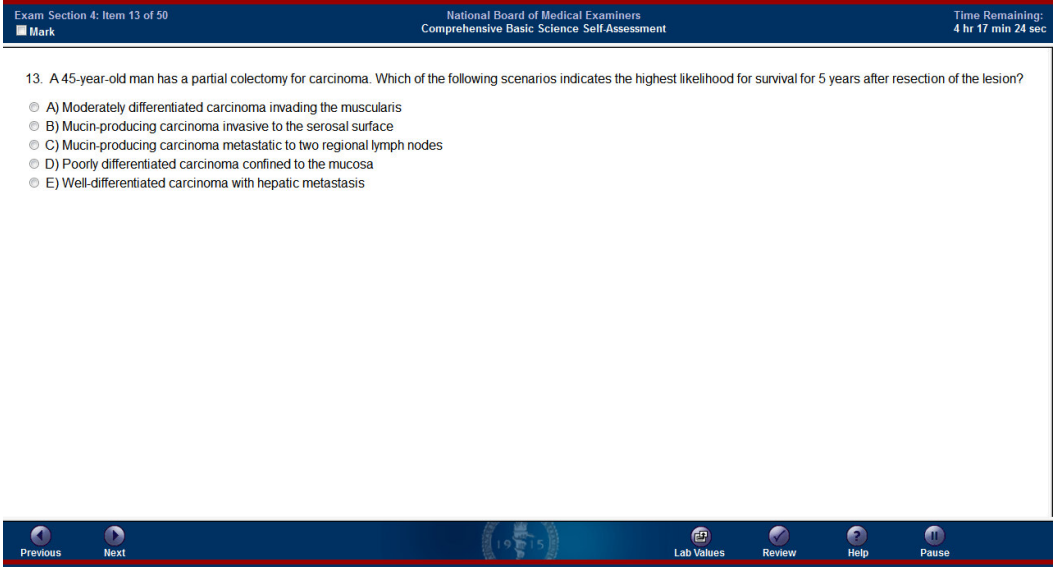 Exam Section 4: Item 13 of 50
National Board of Medical Examiners
Time Remaining:
Mark
Comprehensive Basic Science Self-Assessment
4 hr 17 min 24 sec
13. A 45-year-old man has a partial colectomy for carcinoma. Which of the following scenarios indicates the highest likelihood for survival for 5 years after resection of the lesion?
A) Moderately differentiated carcinoma invading the muscularis
B) Mucin-producing carcinoma invasive to the serosal surface
C) Mucin-producing carcinoma metastatic to two regional lymph nodes
D) Poorly differentiated carcinoma confined to the mucosa
E) Well-differentiated carcinoma with hepatic metastasis
19 15
Previous
Next
Lab Values
Review
Help
Pause